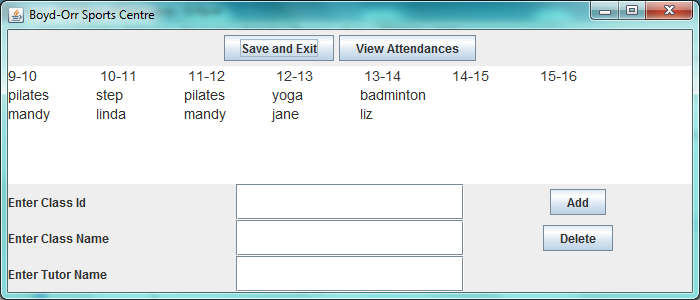 Boyd-Orr Sports Centre
Save and Exit View Attendances
9-10 10-11 11-12 12-13 13-14 14-15 15-16
pilates step pilates yoga badminton
mandy linda mandy jane liz
Enter Class Id Add
Enter Class Name Delete
Enter Tutor Name